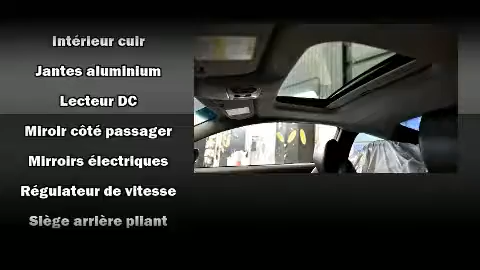 Intérieur cuir
Jantes aluminium
Lecteur DC
Miroir côté passager
Mirroirs électriques
Régulateur de vitesse
Siège arrière pliant